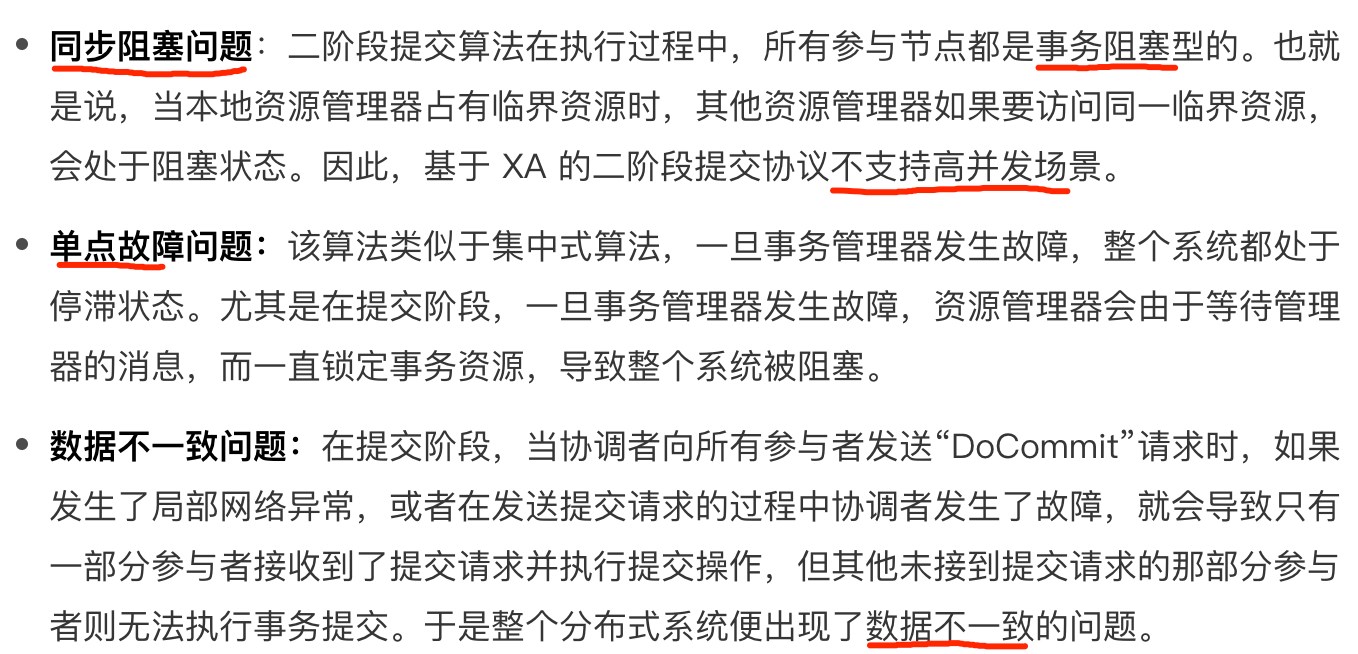 • 同步阻塞问题：二阶段提交算法在执行过程中，所有参与节点都是事务阻塞型的。也就
是说，当本地资源管理器占有临界资源时，其他资源管理器如果要访问同一临界资源，
会处于阻塞状态。因此，基于 XA 的二阶段提交协议不支持高并发场景。
• 单点故障问题：该算法类似于集中式算法，一旦事务管理器发生故障，整个系统都处于
停滞状态。尤其是在提交阶段，一旦事务管理器发生故障，资源管理器会由于等待管理
器的消息，而一直锁定事务资源，导致整个系统被阻塞。
• 数据不一致问题：在提交阶段，当协调者向所有参与者发送“DoCommit”请求时，如果
发生了局部网络异常，或者在发送提交请求的过程中协调者发生了故障，就会导致只有
一部分参与者接收到了提交请求并执行提交操作，但其他未接到提交请求的那部分参与
者则无法执行事务提交。于是整个分布式系统便出现了数据不一致的问题。